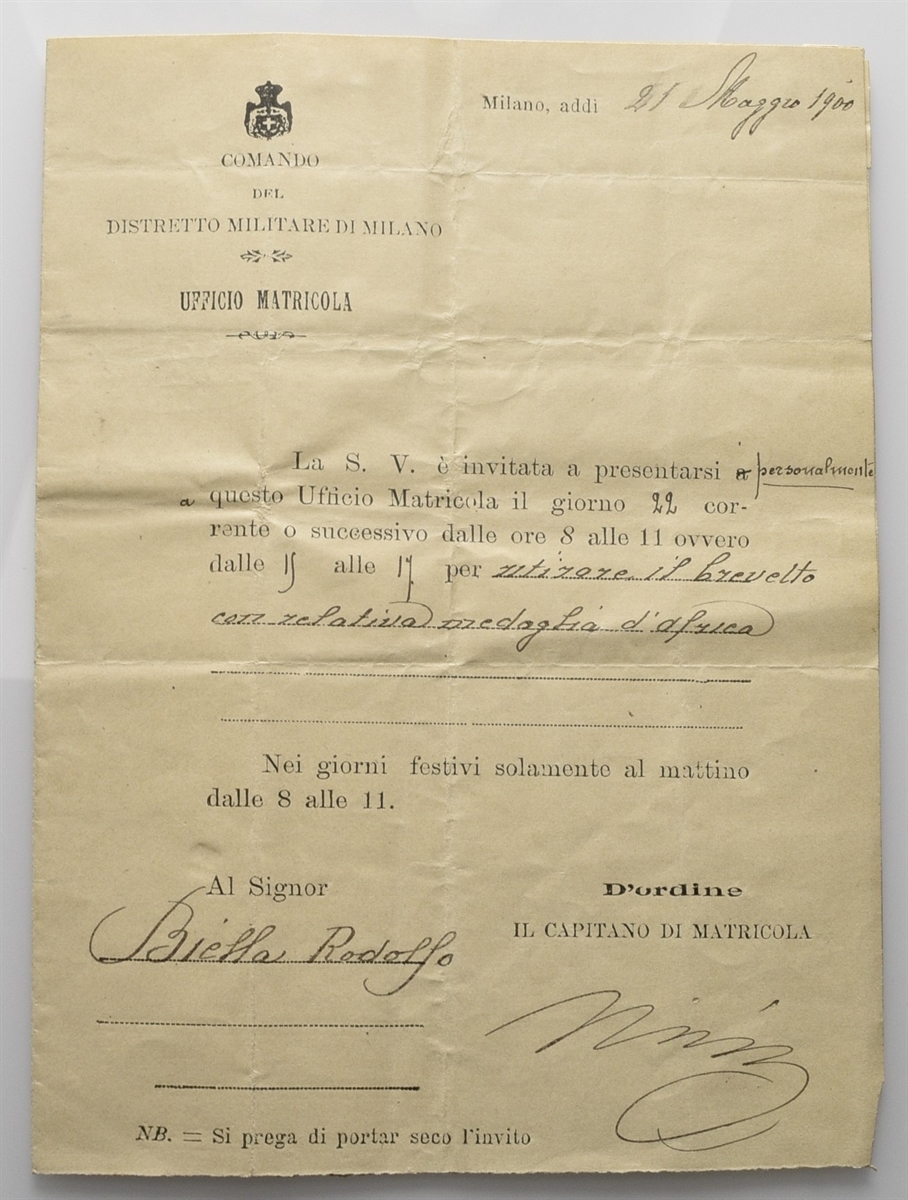 Milano, addi 21 Maggio 1900
COMANDO
DEL
DISTRETTO MILITARE DI MILANO
UFFICIO MATRICOLA
La S. V. è invitata a presentarsi a personalmente
a questo Ufficio Matricola il giorno 22 cor-
rente o successivo dalle ore 8 alle 11 ovvero
dalle 15 alle 17 per ritirare il brevetto
con relativa medaglia d'Africa
Nei giorni festivi solamente al mattino
dalle 8 alle 11.
Al Signor
Biella Rodolfo
D'ordine
IL CAPITANO DI MATRICOLA
NB. = Si prega di portar seco l'invito